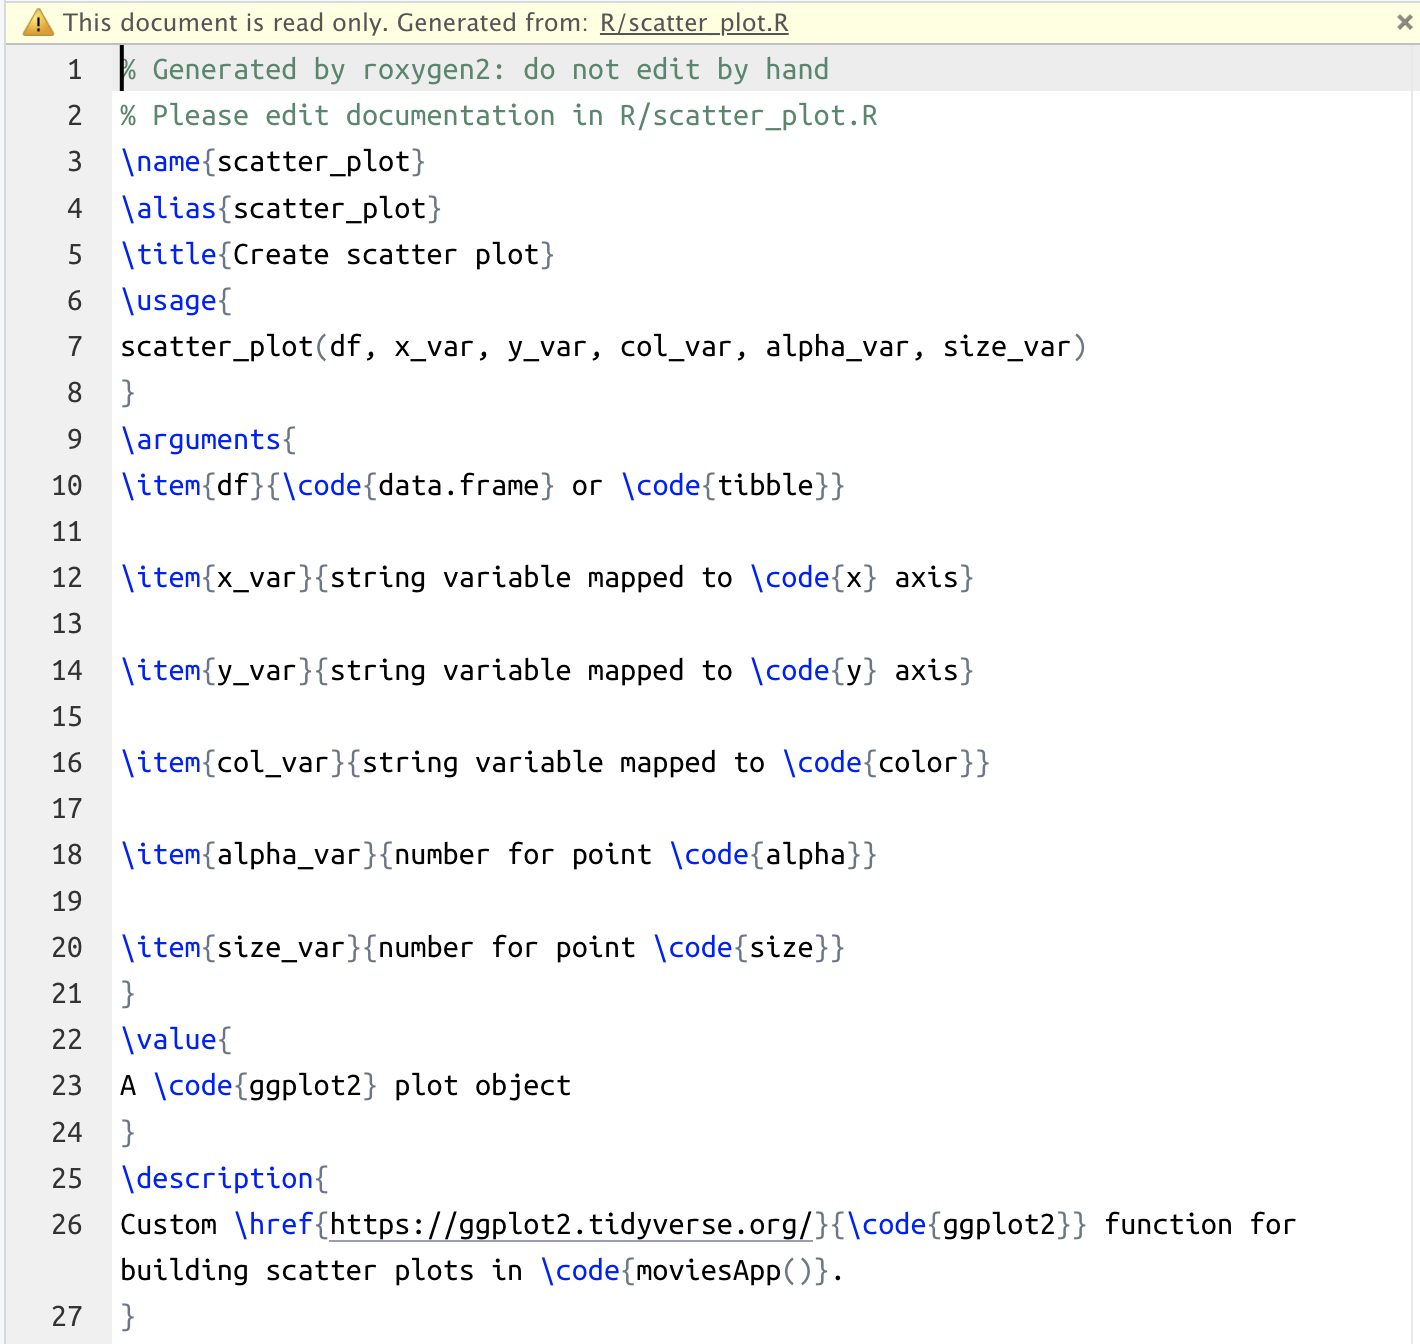 This document is read only. Generated from: R/scatter_plot.R ×
1 % Generated by roxygen2: do not edit by hand
2 % Please edit documentation in R/scatter_plot.R
3 \name{scatter_plot}
4 \alias{scatter_plot}
5 \title{Create scatter plot}
6 \usage{
7 scatter_plot(df, x_var, y_var, col_var, alpha_var, size_var)
8 }
9 \arguments{
10 \item{df}{\code{data.frame} or \code{tibble}}
11
12 \item{x_var}{string variable mapped to \code{x} axis}
13
14 \item{y_var}{string variable mapped to \code{y} axis}
15
16 \item{col_var}{string variable mapped to \code{color}}
17
18 \item{alpha_var}{number for point \code{alpha}}
19
20 \item{size_var}{number for point \code{size}}
21 }
22 \value{
23 A \code{ggplot2} plot object
24 }
25 \description{
26 Custom \href{https://ggplot2.tidyverse.org/}{\code{ggplot2}} function for
building scatter plots in \code{moviesApp()}.
27 }